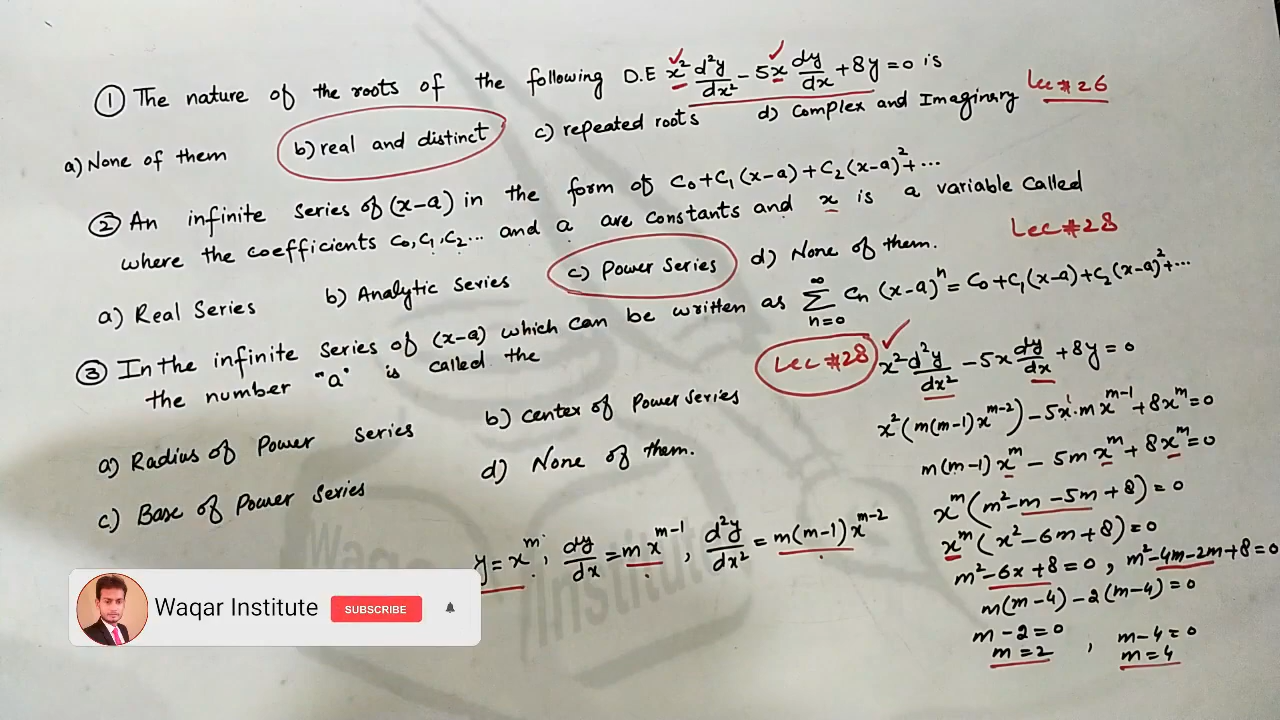 ① The nature of the roots of the following D.E x² d²y/dx² - 5x dy/dx + 8y = 0 is
Lec # 26
a) None of them b) real and distinct c) repeated roots d) Complex and Imaginary
② An infinite series of (x-a) in the form of C₀+C₁(x-a)+C₂(x-a)²+...
where the coefficients C₀,C₁,C₂... and a are constants and x is a variable called
Lec # 28
a) Real Series b) Analytic Series c) Power Series d) None of them.
③ In the infinite series of (x-a) which can be written as ∞∑n=0 Cn (x-a)ⁿ = C₀+C₁(x-a)+C₂(x-a)²+...
the number "a" is called the
Lec # 28
a) Radius of Power Series b) Center of Power Series
c) Base of Power Series d) None of them.
x² d²y/dx² - 5x dy/dx + 8y = 0
x²(m(m-1)x^m-2) - 5x¹.mx^m-1 + 8x^m = 0
m(m-1)x^m - 5mx^m + 8x^m = 0
x^m(m²-m-5m+8) = 0
x^m(x²-6m+8) = 0
m²-6x+8 = 0 , m²-4m-2m+8 = 0
m(m-4)-2(m-4) = 0
m-2 = 0 , m-4 = 0
m = 2 m = 4
y = x^m ; dy/dx = mx^m-1 , d²y/dx² = m(m-1)x^m-2
Waqar Institute
Waqar Institute SUBSCRIBE